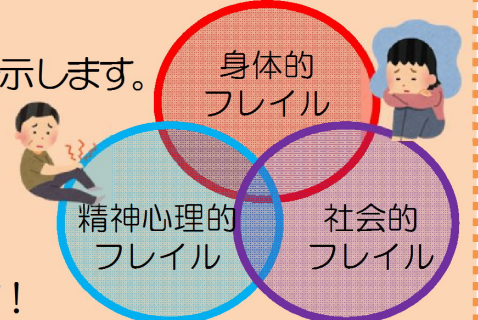 示します。
身体的
フレイル
精神心理的
フレイル
社会的
フレイル
！